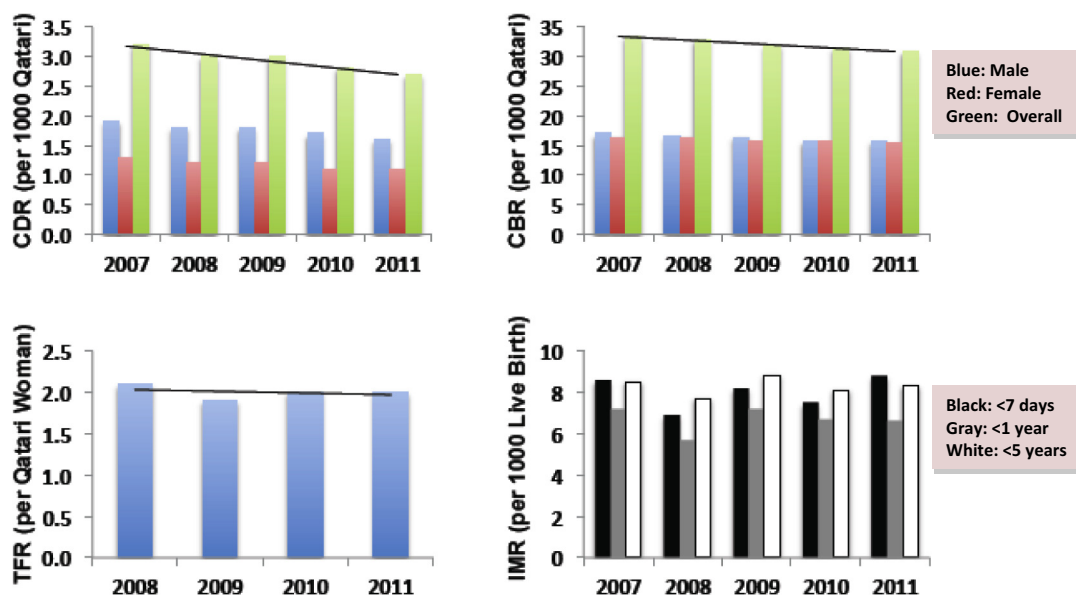 CDR (per 1000 Qatari)
3.5
3.0
2.5
2.0
1.5
1.0
0.5
0.0
2007 2008 2009 2010 2011
CBR (per 1000 Qatari)
35
30
25
20
15
10
5
0
2007 2008 2009 2010 2011
Blue: Male
Red: Female
Green: Overall
TFR (per Qatari Woman)
2.5
2.0
1.5
1.0
0.5
0.0
2008 2009 2010 2011
IMR (per 1000 Live Birth)
10
8
6
4
2
0
2007 2008 2009 2010 2011
Black: <7 days
Gray: <1 year
White: <5 years